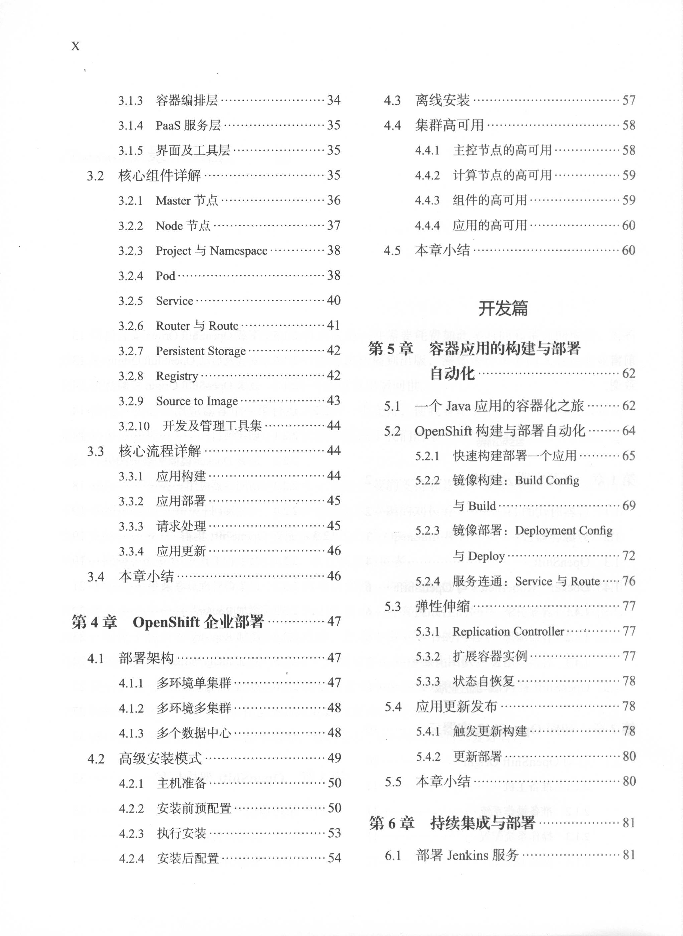 X
3.1.3 容器编排层 34
3.1.4 PaaS 服务层 35
3.1.5 界面及工具层 35
3.2 核心组件详解 35
3.2.1 Master 节点 36
3.2.2 Node 节点 37
3.2.3 Project 与 Namespace 38
3.2.4 Pod 38
3.2.5 Service 40
3.2.6 Router 与 Route 41
3.2.7 Persistent Storage 42
3.2.8 Registry 42
3.2.9 Source to Image 43
3.2.10 开发及管理工具集 44
3.3 核心流程详解 44
3.3.1 应用构建 44
3.3.2 应用部署 45
3.3.3 请求处理 45
3.3.4 应用更新 46
3.4 本章小结 46
第 4 章 OpenShift 企业部署 47
4.1 部署架构 47
4.1.1 多环境单集群 47
4.1.2 多环境多集群 48
4.1.3 多个数据中心 48
4.2 高级安装模式 49
4.2.1 主机准备 50
4.2.2 安装前预配置 50
4.2.3 执行安装 53
4.2.4 安装后配置 54
4.3 离线安装 57
4.4 集群高可用 58
4.4.1 主控节点的高可用 58
4.4.2 计算节点的高可用 59
4.4.3 组件的高可用 59
4.4.4 应用的高可用 60
4.5 本章小结 60
开发篇
第 5 章 容器应用的构建与部署
自动化 62
5.1 一个 Java 应用的容器化之旅 62
5.2 OpenShift 构建与部署自动化 64
5.2.1 快速构建部署一个应用 65
5.2.2 镜像构建：Build Config
与 Build 69
5.2.3 镜像部署：Deployment Config
与 Deploy 72
5.2.4 服务连通：Service 与 Route 76
5.3 弹性伸缩 77
5.3.1 Replication Controller 77
5.3.2 扩展容器实例 77
5.3.3 状态自恢复 78
5.4 应用更新发布 78
5.4.1 触发更新构建 78
5.4.2 更新部署 80
5.5 本章小结 80
第 6 章 持续集成与部署 81
6.1 部署 Jenkins 服务 81